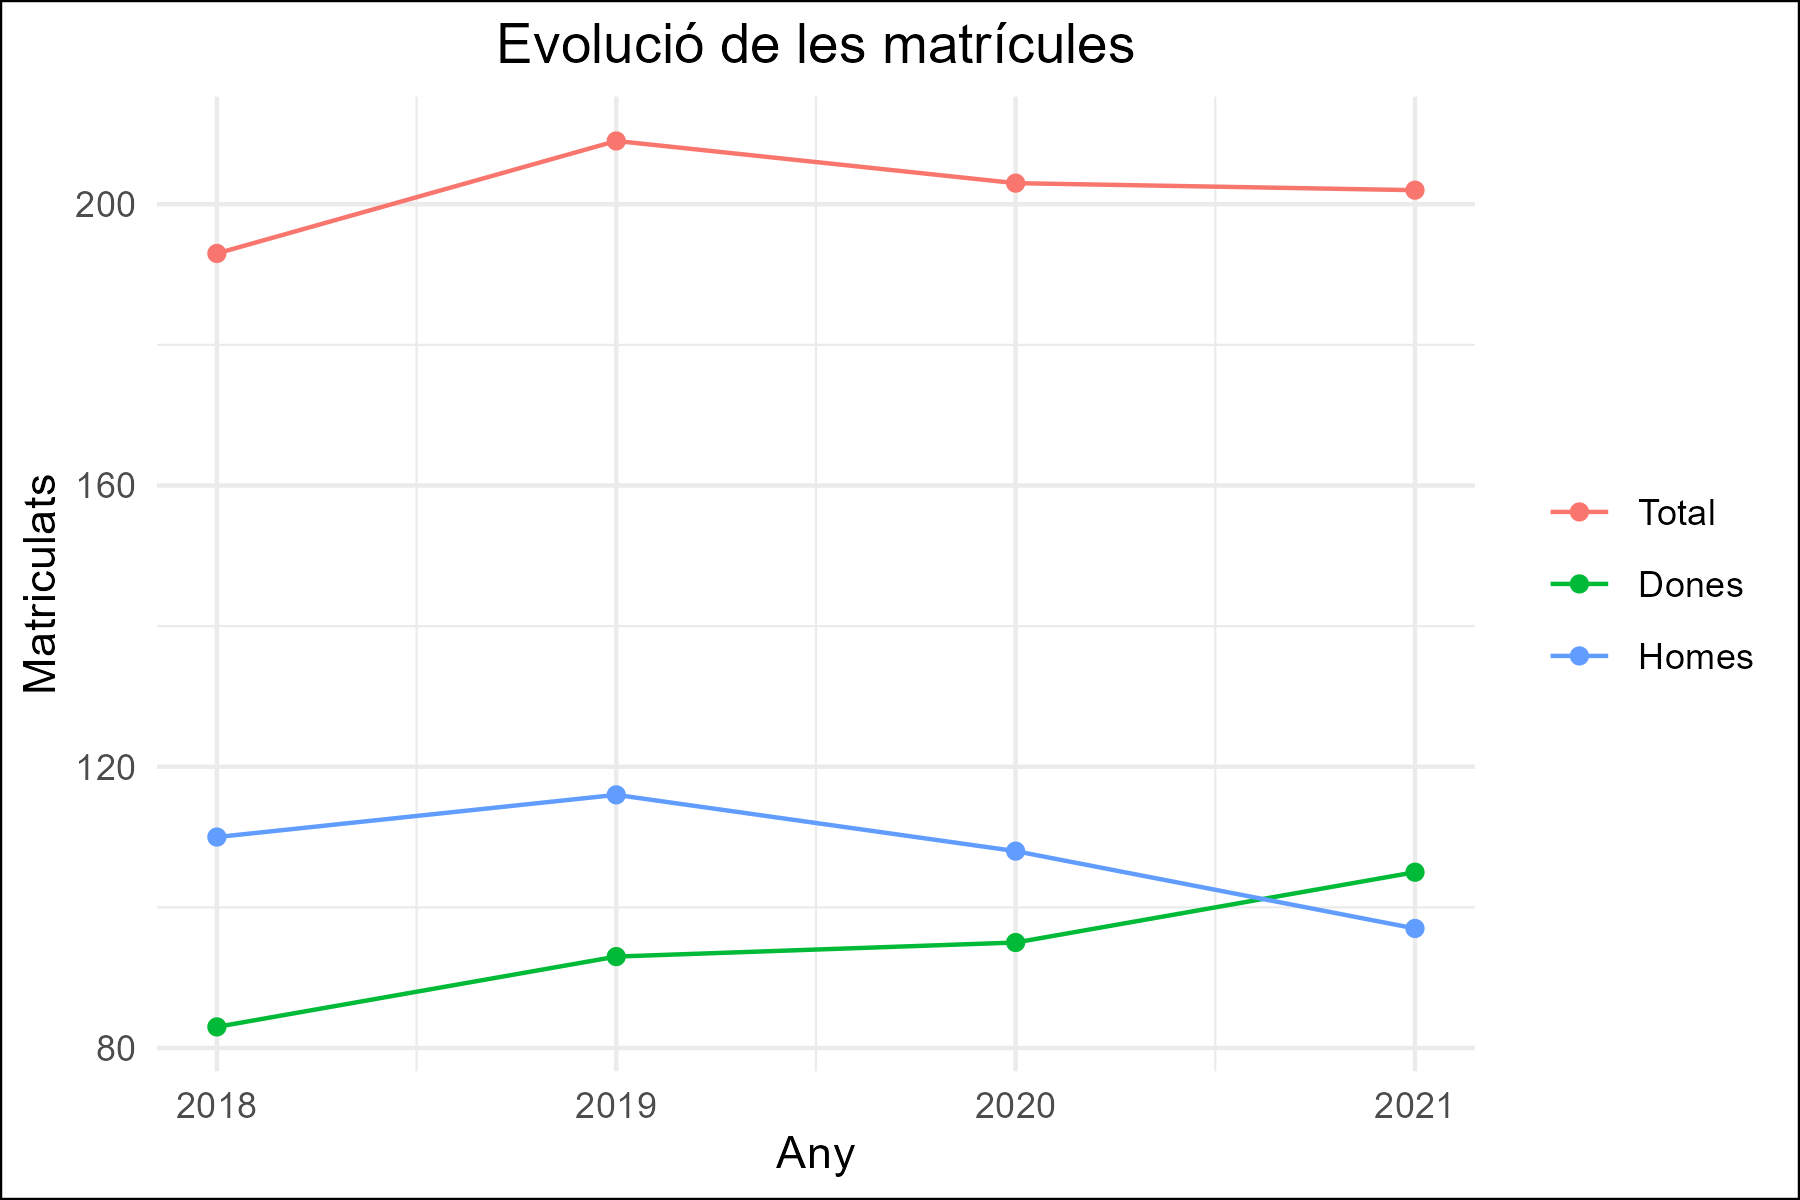 Evolució de les matrícules
Matriculats
200
160
120
80
2018
2019
2020
2021
Any
Total
Dones
Homes